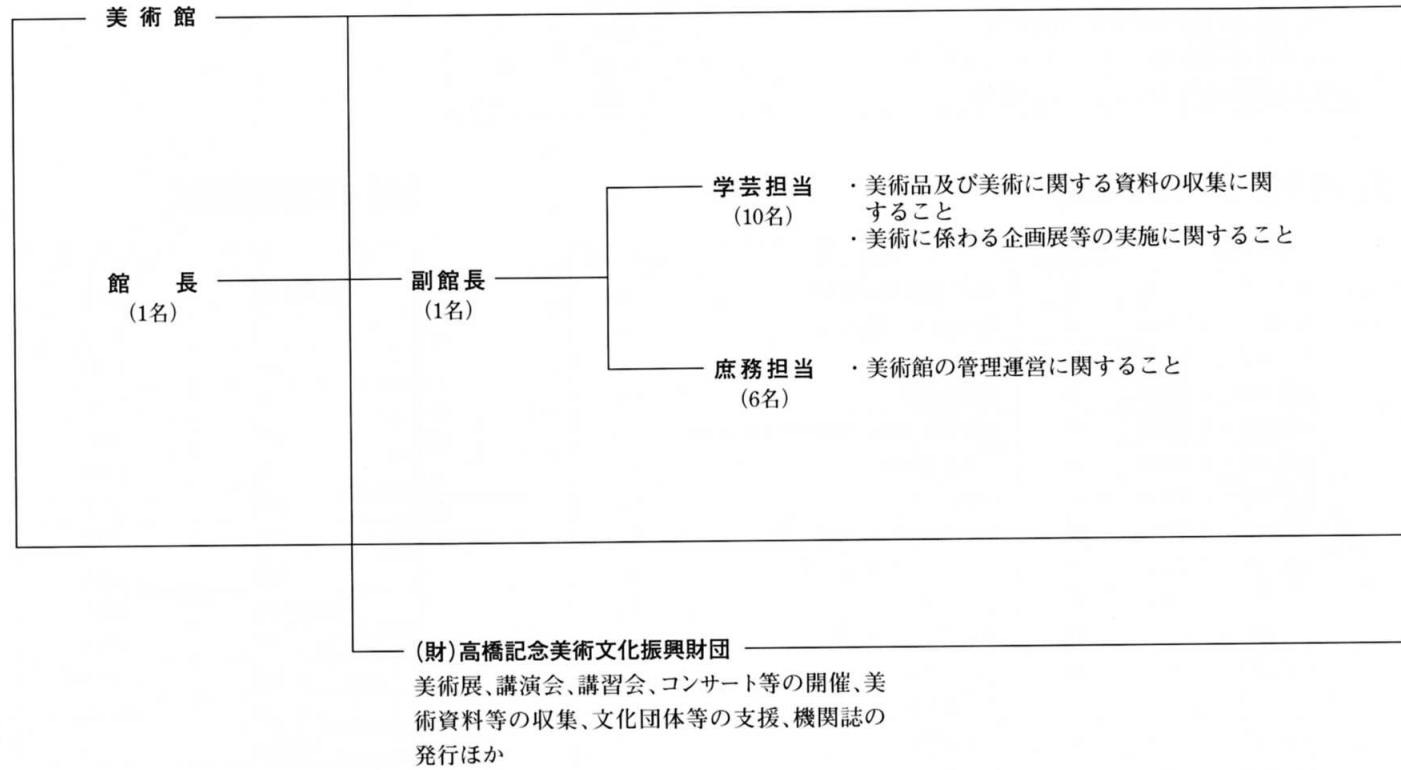 美術館
学芸担当 ・美術品及び美術に関する資料の収集に関
(10名) すること
・美術に係わる企画展等の実施に関すること
館　長 副館長
(1名) (1名)
庶務担当 ・美術館の管理運営に関すること
(6名)
(財)高橋記念美術文化振興財団
美術展、講演会、講習会、コンサート等の開催、美
術資料等の収集、文化団体等の支援、機関誌の
発行ほか